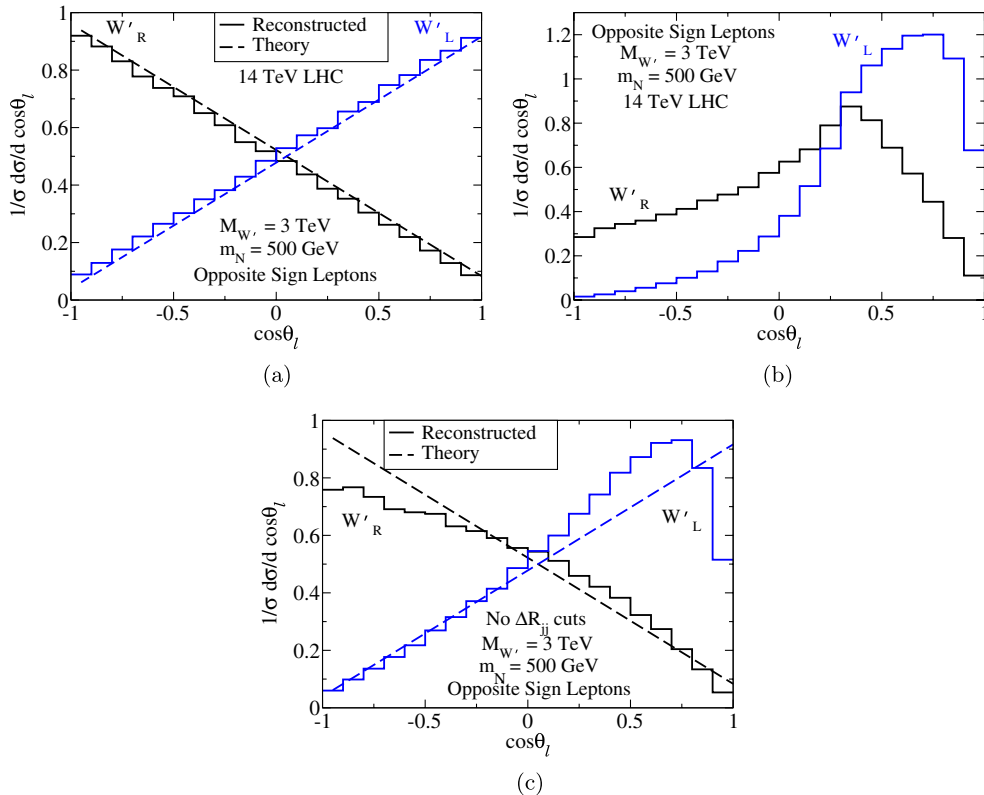 1
0.8
0.6
0.4
0.2
0
1/σ dσ/d cosθl
W′R
Reconstructed
Theory
14 TeV LHC
W′L
MW′ = 3 TeV
mN = 500 GeV
Opposite Sign Leptons
-1 -0.5 0 0.5 1
cosθl
(a)
1.2
1
0.8
0.6
0.4
0.2
0
1/σ dσ/d cosθl
Opposite Sign Leptons
MW′ = 3 TeV
mN = 500 GeV
14 TeV LHC
W′L
W′R
-1 -0.5 0 0.5 1
cosθl
(b)
1
0.8
0.6
0.4
0.2
0
1/σ dσ/d cosθl
Reconstructed
Theory
W′R
W′L
No ΔRjj cuts
MW′ = 3 TeV
mN = 500 GeV
Opposite Sign Leptons
-1 -0.5 0 0.5 1
cosθl
(c)